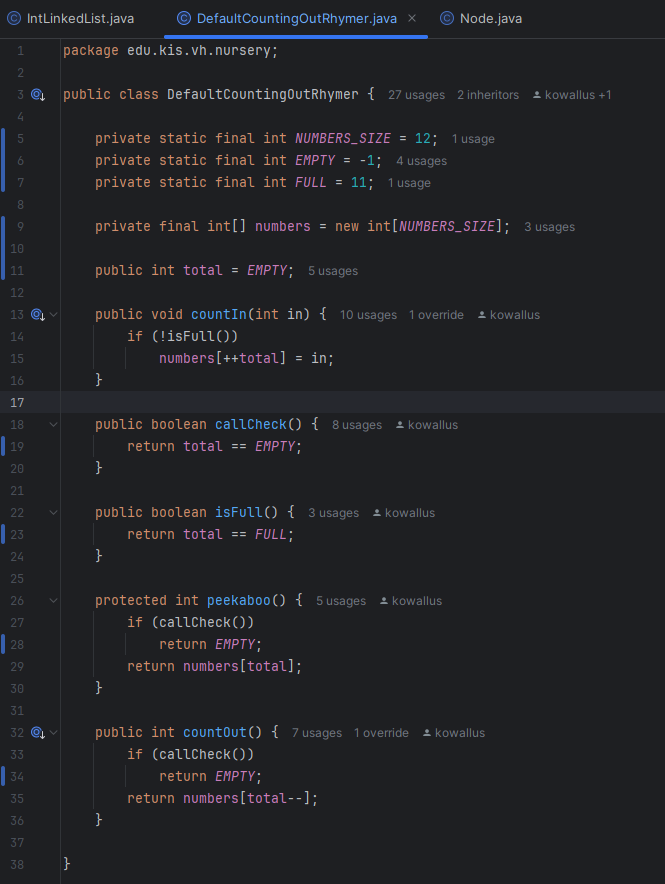 IntLinkedList.java DefaultCountingOutRhymer.java Node.java
1 package edu.kis.vh.nursery;
2
3 public class DefaultCountingOutRhymer { 27 usages 2 inheritors kowallus +1
4
5 private static final int NUMBERS_SIZE = 12; 1 usage
6 private static final int EMPTY = -1; 4 usages
7 private static final int FULL = 11; 1 usage
8
9 private final int[] numbers = new int[NUMBERS_SIZE]; 3 usages
10
11 public int total = EMPTY; 5 usages
12
13 public void countIn(int in) { 10 usages 1 override kowallus
14 if (!isFull())
15 numbers[++total] = in;
16 }
17
18 public boolean callCheck() { 8 usages kowallus
19 return total == EMPTY;
20 }
21
22 public boolean isFull() { 3 usages kowallus
23 return total == FULL;
24 }
25
26 protected int peekaboo() { 5 usages kowallus
27 if (callCheck())
28 return EMPTY;
29 return numbers[total];
30 }
31
32 public int countOut() { 7 usages 1 override kowallus
33 if (callCheck())
34 return EMPTY;
35 return numbers[total--];
36 }
37
38 }